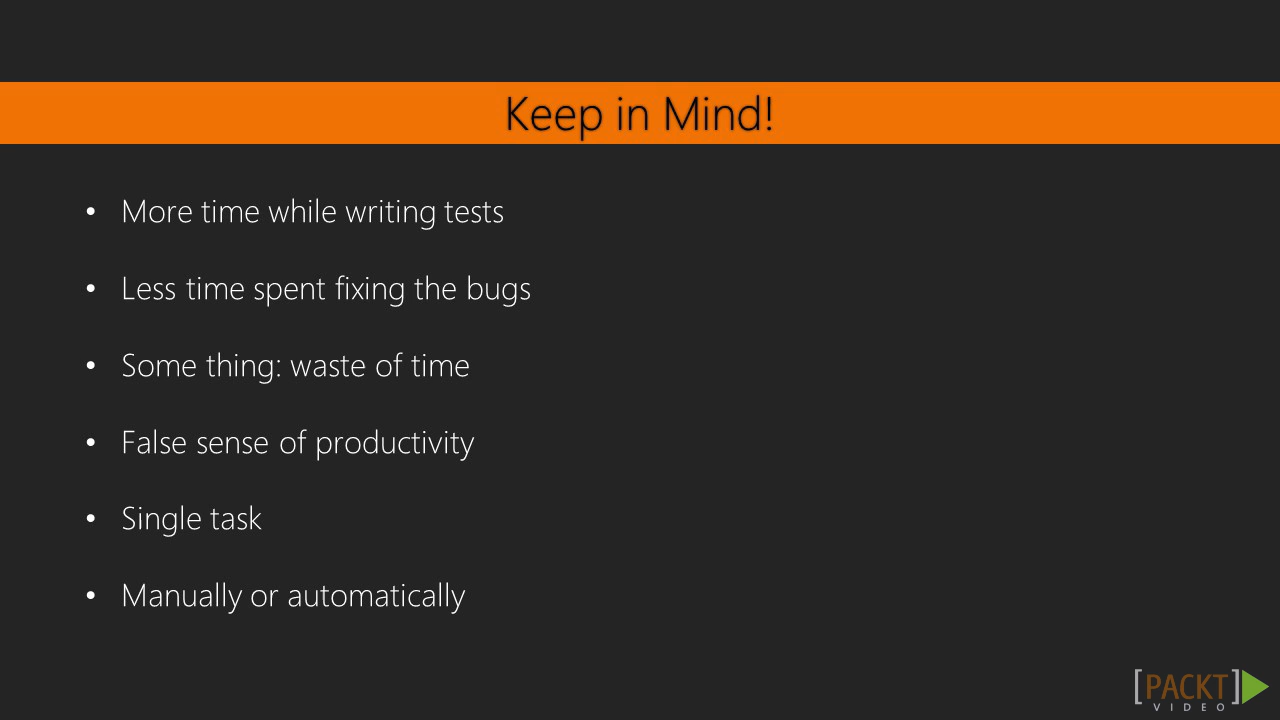 Keep in Mind!
• More time while writing tests
• Less time spent fixing the bugs
• Some thing: waste of time
• False sense of productivity
• Single task
• Manually or automatically
[PACKT]
VIDEO